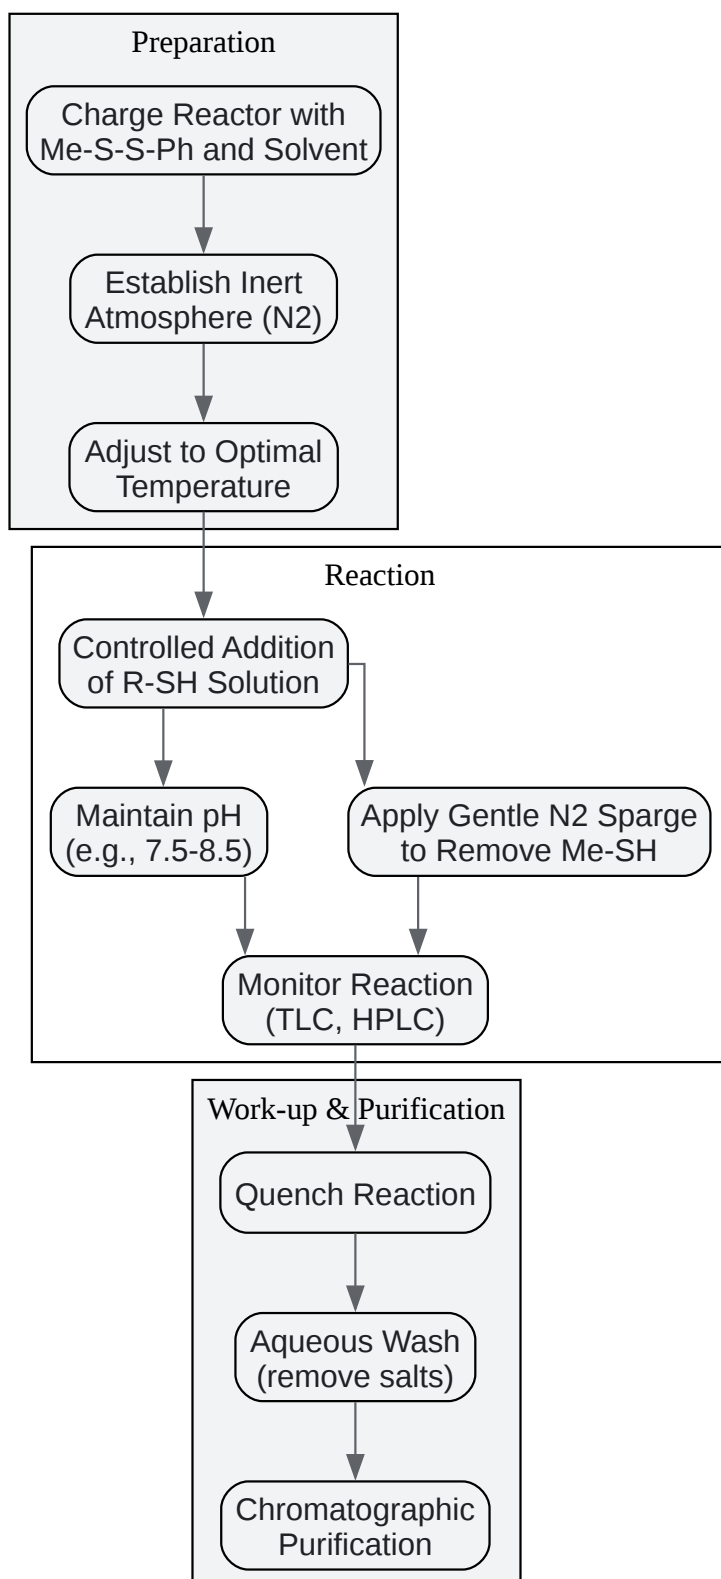 Preparation
Charge Reactor with
Me-S-S-Ph and Solvent
Establish Inert
Atmosphere (N2)
Adjust to Optimal
Temperature
Reaction
Controlled Addition
of R-SH Solution
Maintain pH
(e.g., 7.5-8.5)
Apply Gentle N2 Sparge
to Remove Me-SH
Monitor Reaction
(TLC, HPLC)
Work-up & Purification
Quench Reaction
Aqueous Wash
(remove salts)
Chromatographic
Purification